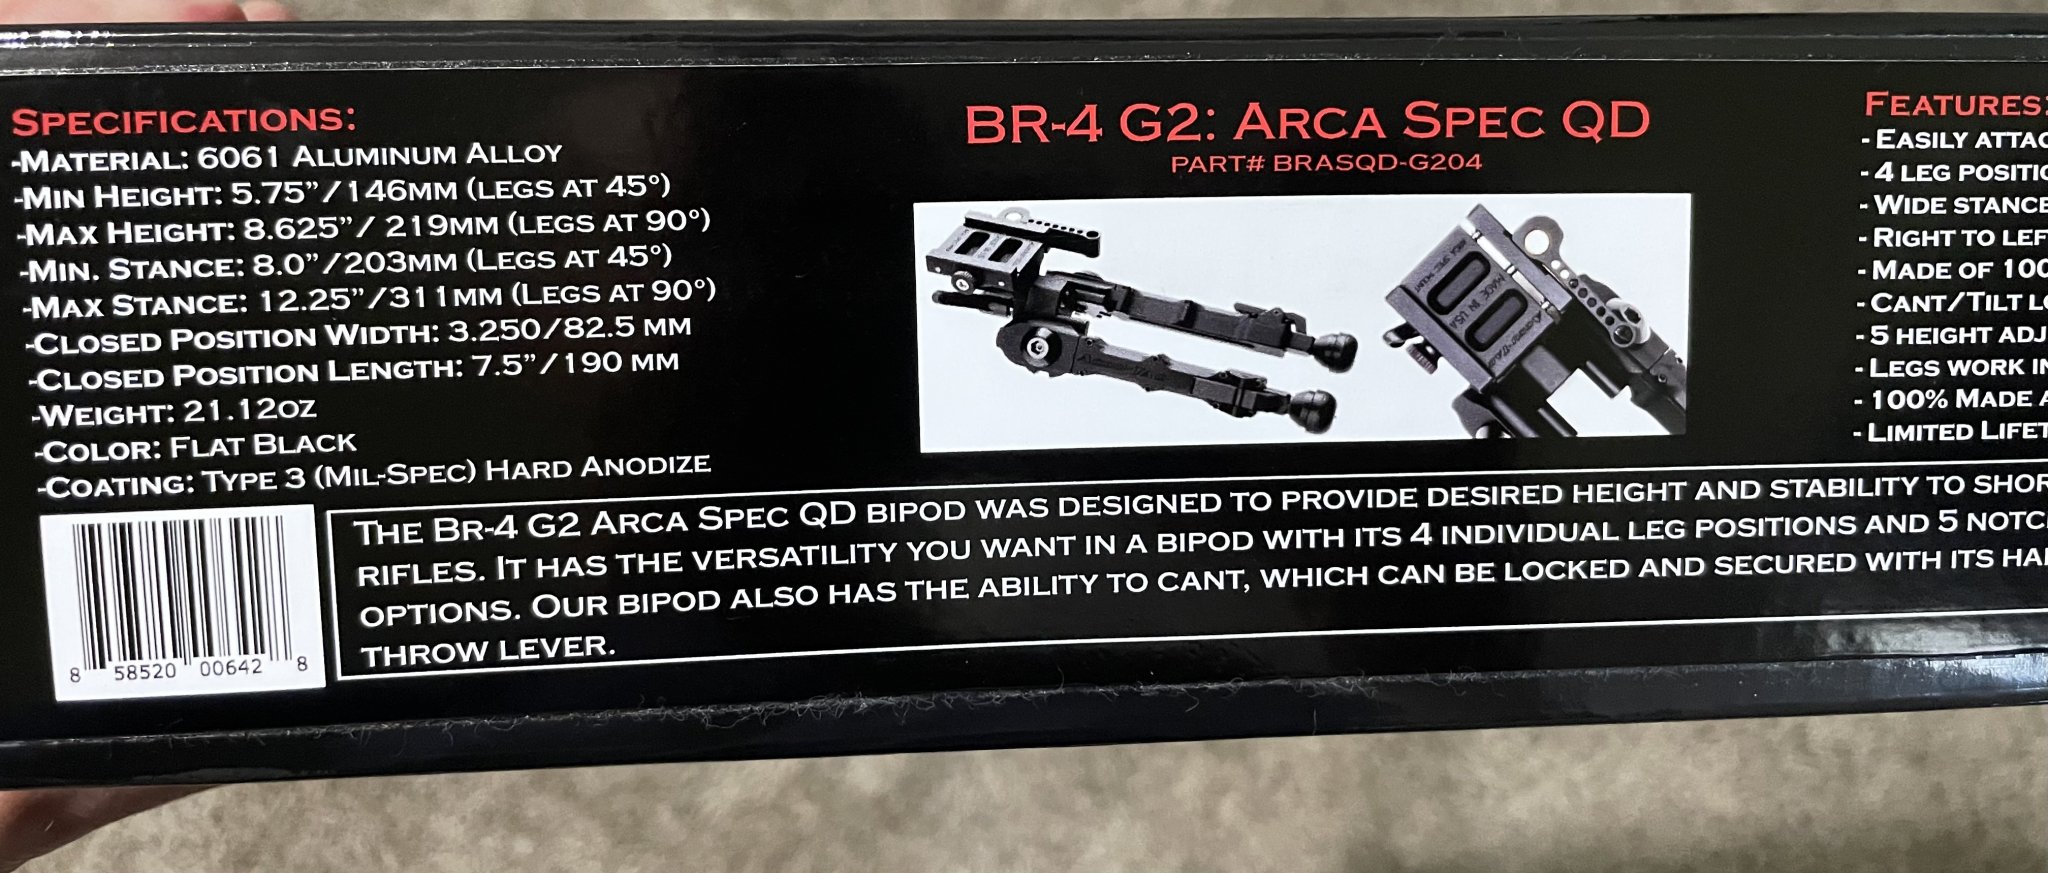 SPECIFICATIONS:
-MATERIAL: 6061 ALUMINUM ALLOY
-MIN HEIGHT: 5.75”/146MM (LEGS AT 45°)
-MAX HEIGHT: 8.625”/ 219MM (LEGS AT 90°)
-MIN. STANCE: 8.0”/203MM (LEGS AT 45°)
-MAX STANCE: 12.25”/311MM (LEGS AT 90°)
-CLOSED POSITION WIDTH: 3.250/82.5 MM
-CLOSED POSITION LENGTH: 7.5”/190 MM
-WEIGHT: 21.12OZ
-COLOR: FLAT BLACK
-COATING: TYPE 3 (MIL-SPEC) HARD ANODIZE
8 58520 00642 8
BR-4 G2: ARCA SPEC QD
PART# BRASQD-G204
MADE IN USA
THE BR-4 G2 ARCA SPEC QD BIPOD WAS DESIGNED TO PROVIDE DESIRED HEIGHT AND STABILITY TO SHOR
RIFLES. IT HAS THE VERSATILITY YOU WANT IN A BIPOD WITH ITS 4 INDIVIDUAL LEG POSITIONS AND 5 NOTC
OPTIONS. OUR BIPOD ALSO HAS THE ABILITY TO CANT, WHICH CAN BE LOCKED AND SECURED WITH ITS HA
THROW LEVER.
FEATURES:
- EASILY ATTAC
- 4 LEG POSITIO
- WIDE STANCE
- RIGHT TO LEF
- MADE OF 100
- CANT/TILT LO
- 5 HEIGHT ADJ
- LEGS WORK IN
- 100% MADE A
- LIMITED LIFET